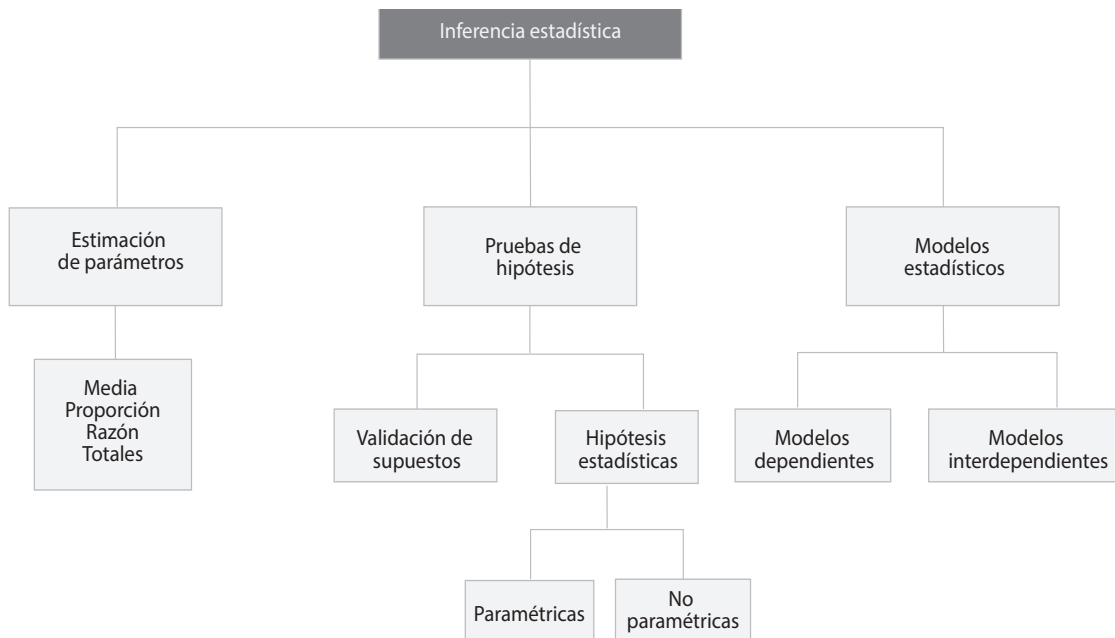 Inferencia estadística
Estimación
de parámetros
Pruebas de
hipótesis
Modelos
estadísticos
Media
Proporción
Razón
Totales
Validación de
supuestos
Hipótesis
estadísticas
Modelos
dependientes
Modelos
interdependientes
Paramétricas
No
paramétricas